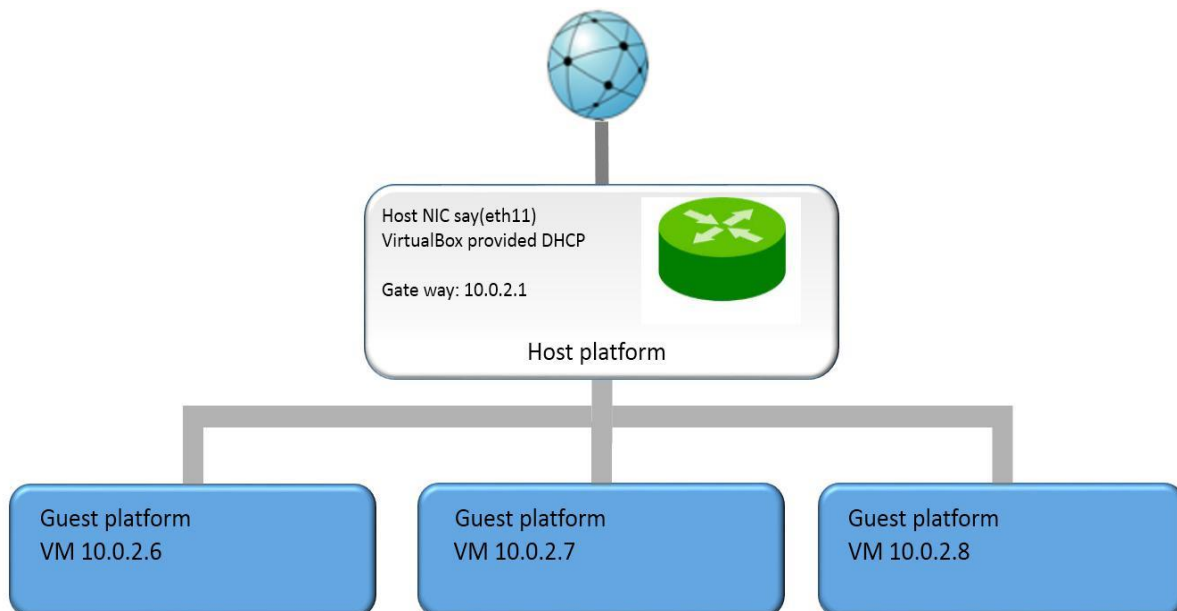 Host NIC say(eth11)
VirtualBox provided DHCP
Gate way: 10.0.2.1
Host platform
Guest platform
VM 10.0.2.6
Guest platform
VM 10.0.2.7
Guest platform
VM 10.0.2.8